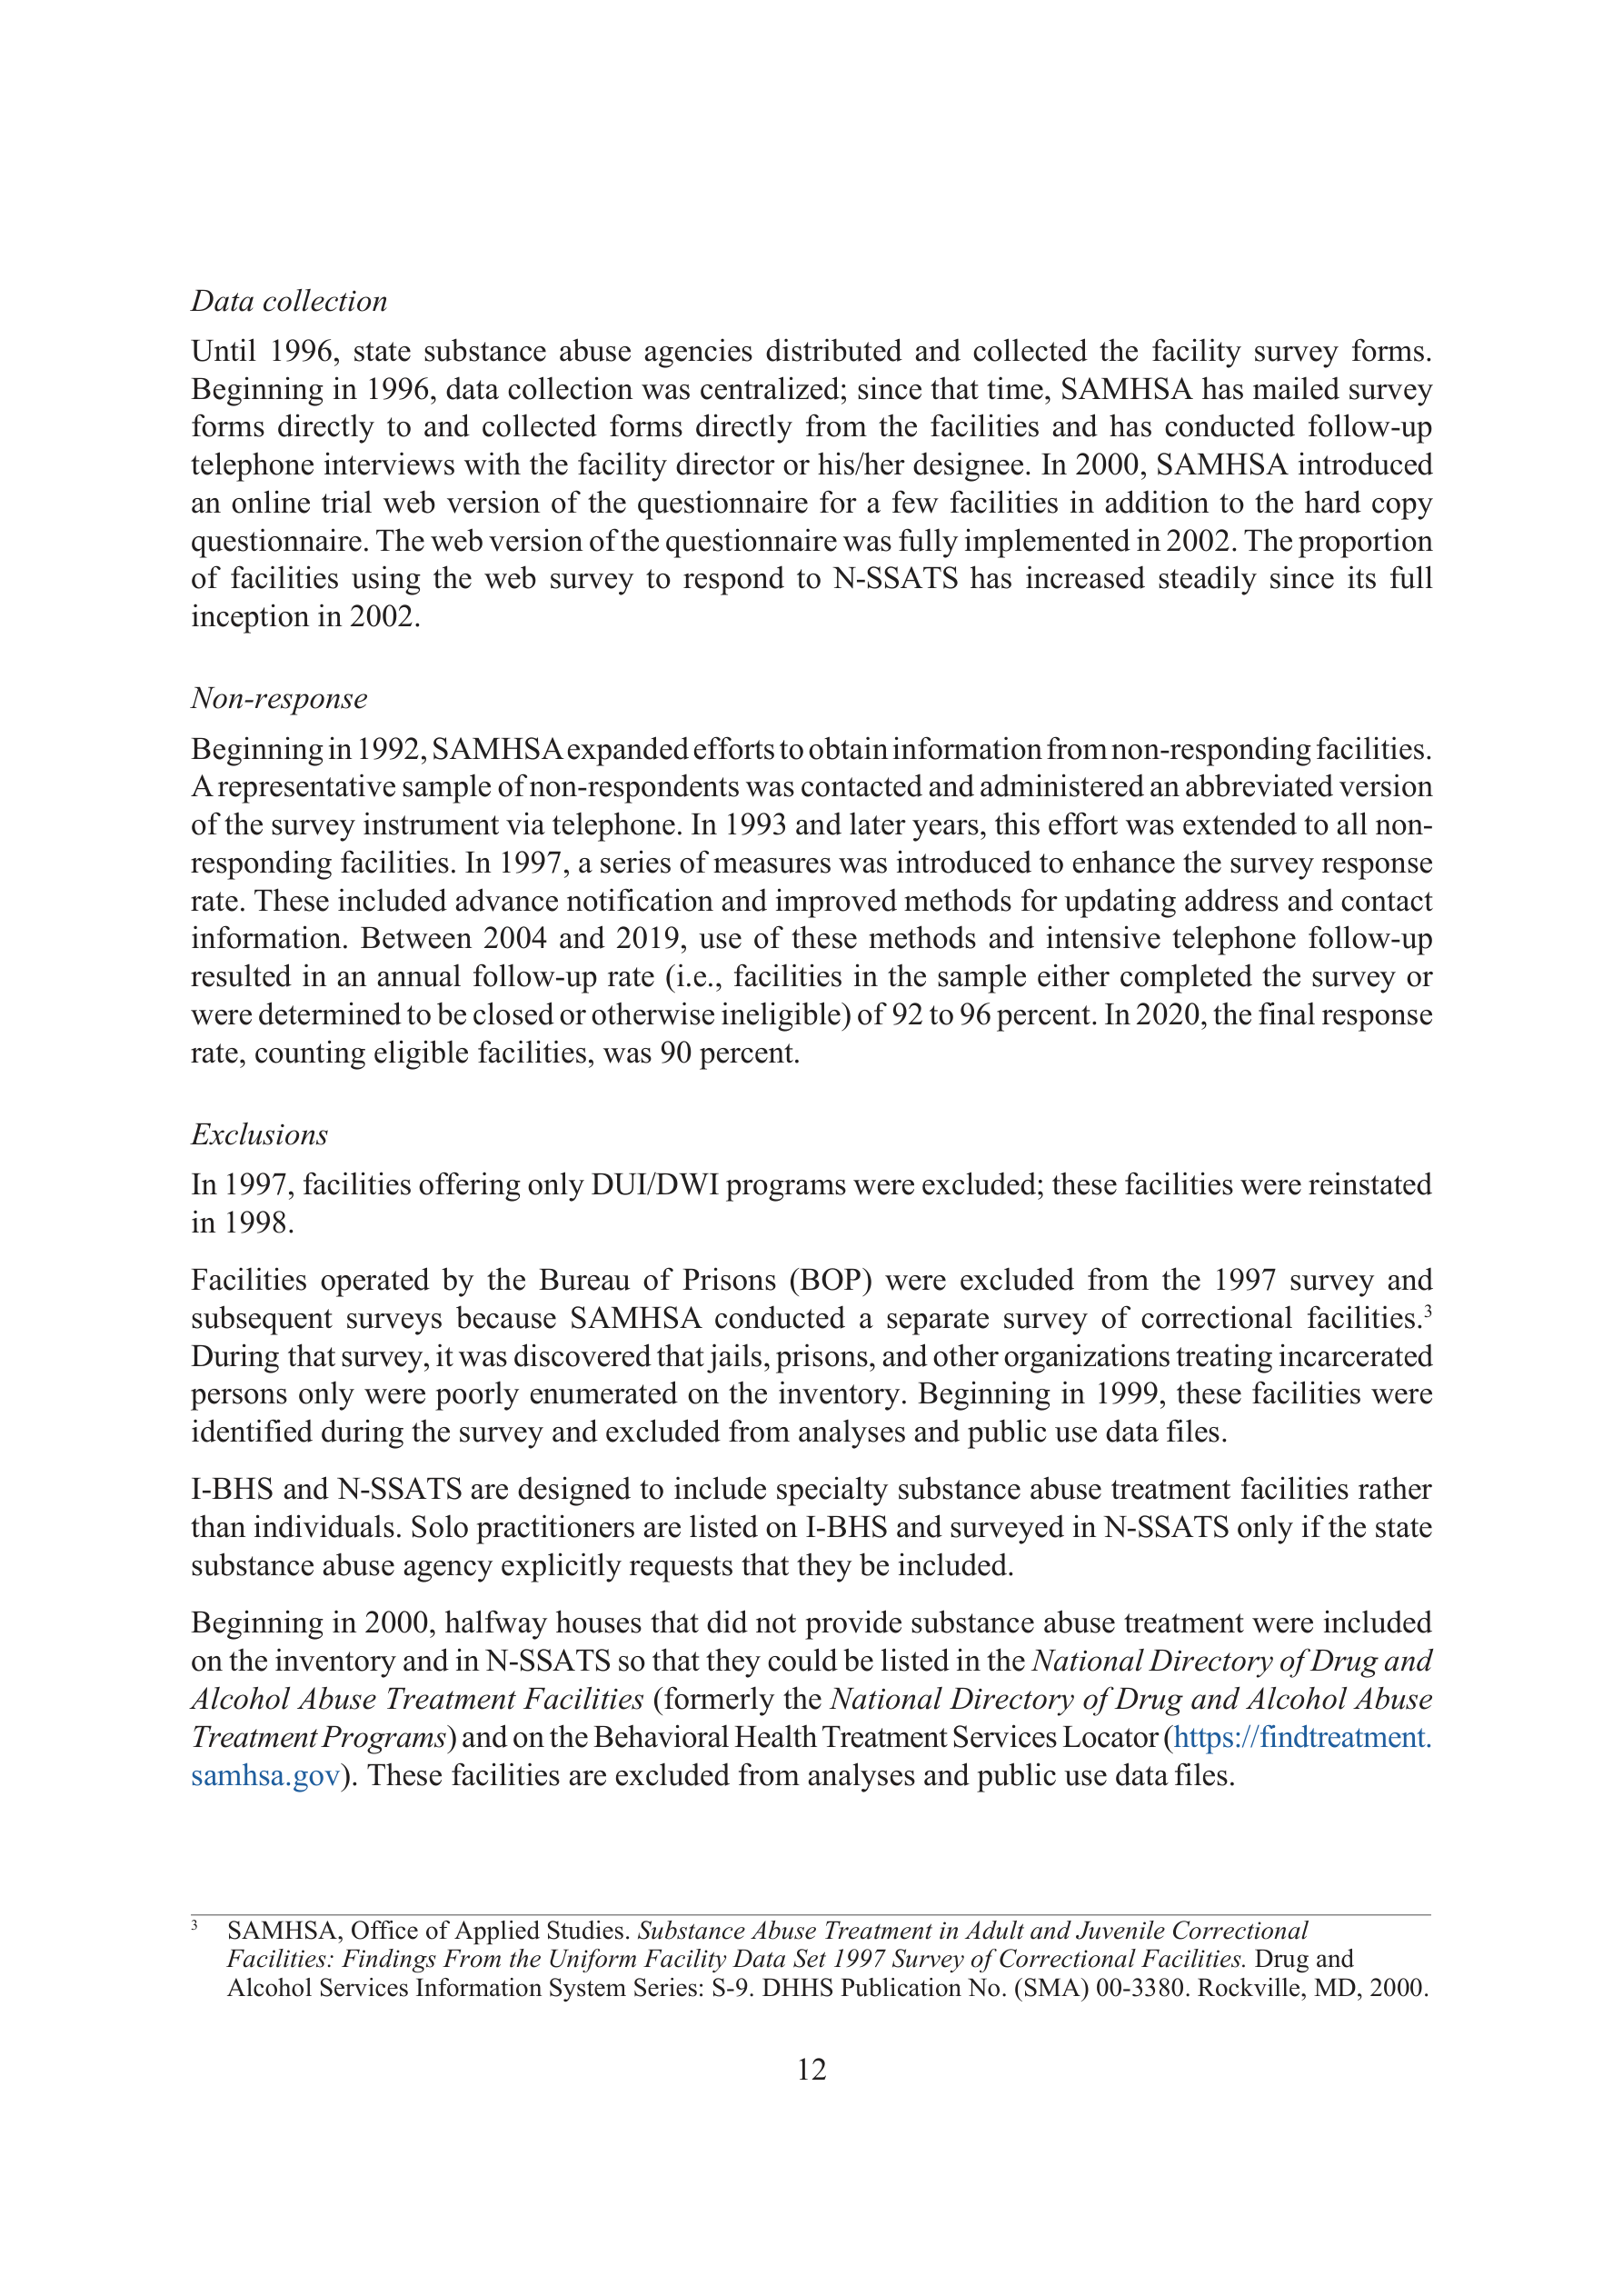 Data collection
Until 1996, state substance abuse agencies distributed and collected the facility survey forms.
Beginning in 1996, data collection was centralized; since that time, SAMHSA has mailed survey
forms directly to and collected forms directly from the facilities and has conducted follow-up
telephone interviews with the facility director or his/her designee. In 2000, SAMHSA introduced
an online trial web version of the questionnaire for a few facilities in addition to the hard copy
questionnaire. The web version of the questionnaire was fully implemented in 2002. The proportion
of facilities using the web survey to respond to N-SSATS has increased steadily since its full
inception in 2002.
Non-response
Beginning in 1992, SAMHSA expanded efforts to obtain information from non-responding facilities.
A representative sample of non-respondents was contacted and administered an abbreviated version
of the survey instrument via telephone. In 1993 and later years, this effort was extended to all non-
responding facilities. In 1997, a series of measures was introduced to enhance the survey response
rate. These included advance notification and improved methods for updating address and contact
information. Between 2004 and 2019, use of these methods and intensive telephone follow-up
resulted in an annual follow-up rate (i.e., facilities in the sample either completed the survey or
were determined to be closed or otherwise ineligible) of 92 to 96 percent. In 2020, the final response
rate, counting eligible facilities, was 90 percent.
Exclusions
In 1997, facilities offering only DUI/DWI programs were excluded; these facilities were reinstated
in 1998.
Facilities operated by the Bureau of Prisons (BOP) were excluded from the 1997 survey and
subsequent surveys because SAMHSA conducted a separate survey of correctional facilities.3
During that survey, it was discovered that jails, prisons, and other organizations treating incarcerated
persons only were poorly enumerated on the inventory. Beginning in 1999, these facilities were
identified during the survey and excluded from analyses and public use data files.
I-BHS and N-SSATS are designed to include specialty substance abuse treatment facilities rather
than individuals. Solo practitioners are listed on I-BHS and surveyed in N-SSATS only if the state
substance abuse agency explicitly requests that they be included.
Beginning in 2000, halfway houses that did not provide substance abuse treatment were included
on the inventory and in N-SSATS so that they could be listed in the National Directory of Drug and
Alcohol Abuse Treatment Facilities (formerly the National Directory of Drug and Alcohol Abuse
Treatment Programs) and on the Behavioral Health Treatment Services Locator (https://findtreatment.
samhsa.gov). These facilities are excluded from analyses and public use data files.
3 SAMHSA, Office of Applied Studies. Substance Abuse Treatment in Adult and Juvenile Correctional
Facilities: Findings From the Uniform Facility Data Set 1997 Survey of Correctional Facilities. Drug and
Alcohol Services Information System Series: S-9. DHHS Publication No. (SMA) 00-3380. Rockville, MD, 2000.
12